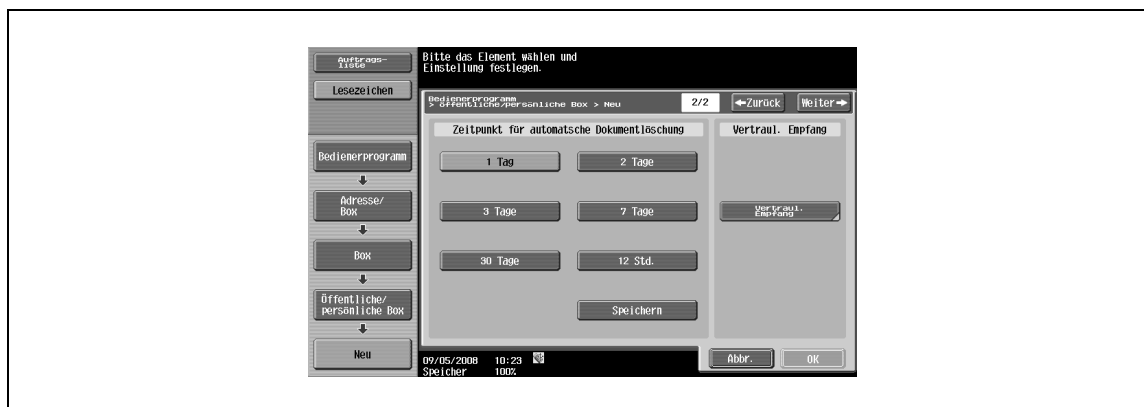 Auftrags-
liste
Lesezeichen
Bedienerprogramm
Adresse/
Box
Box
Öffentliche/
persönliche Box
Neu
Bitte das Element wählen und
Einstellung festlegen.
Bedienerprogramm
> öffentliche/persönliche Box > Neu
2/2
←Zurück
Weiter→
Zeitpunkt für automatsche Dokumentlöschung
1 Tag
2 Tage
3 Tage
7 Tage
30 Tage
12 Std.
Speichern
Vertraul. Empfang
Vertraul.
Empfang
09/05/2008 10:23
Speicher 100%
Abbr.
OK